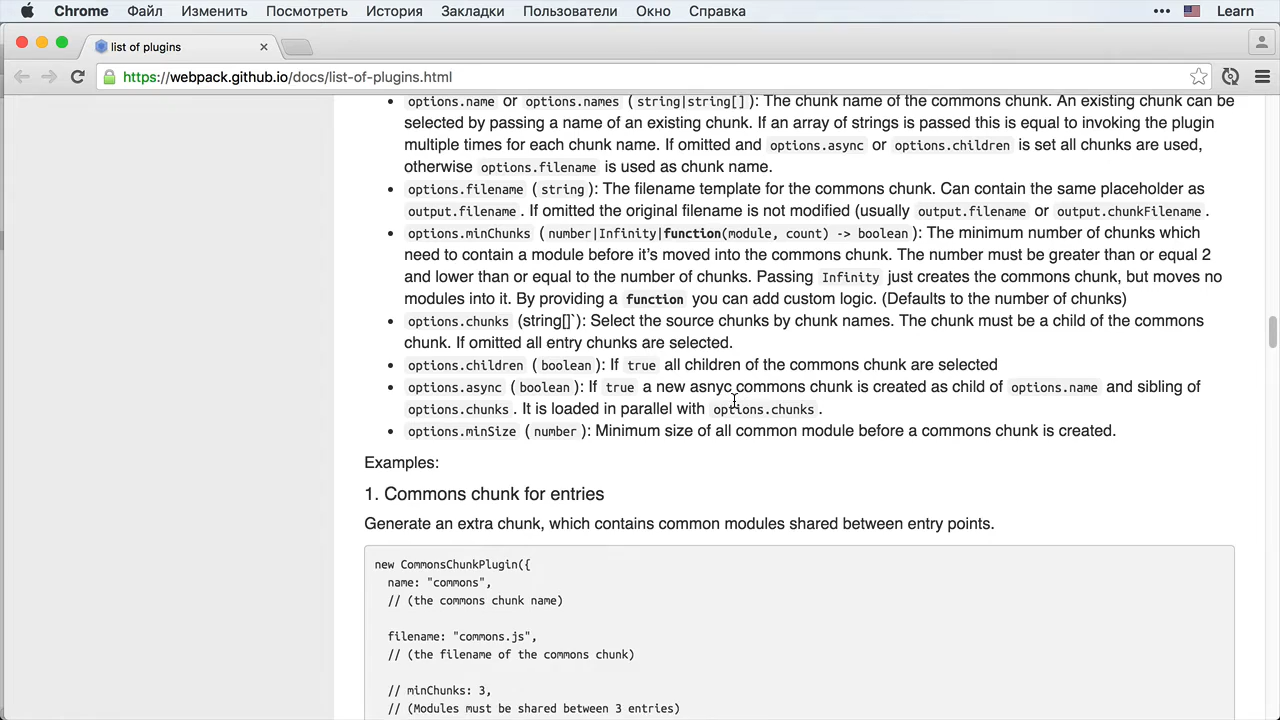 Chrome Файл Изменить Посмотреть История Закладки Пользователи Окно Справка ••• Learn
list of plugins
https://webpack.github.io/docs/list-of-plugins.html
• options.name or options.names ( string|string[] ): The chunk name of the commons chunk. An existing chunk can be
selected by passing a name of an existing chunk. If an array of strings is passed this is equal to invoking the plugin
multiple times for each chunk name. If omitted and options.async or options.children is set all chunks are used,
otherwise options.filename is used as chunk name.
• options.filename ( string ): The filename template for the commons chunk. Can contain the same placeholder as
output.filename . If omitted the original filename is not modified (usually output.filename or output.chunkFilename .
• options.minChunks ( number|Infinity|function(module, count) -> boolean ): The minimum number of chunks which
need to contain a module before it’s moved into the commons chunk. The number must be greater than or equal 2
and lower than or equal to the number of chunks. Passing Infinity just creates the commons chunk, but moves no
modules into it. By providing a function you can add custom logic. (Defaults to the number of chunks)
• options.chunks (string[]`): Select the source chunks by chunk names. The chunk must be a child of the commons
chunk. If omitted all entry chunks are selected.
• options.children ( boolean ): If true all children of the commons chunk are selected
• options.async ( boolean ): If true a new asnyc commons chunk is created as child of options.name and sibling of
options.chunks . It is loaded in parallel with options.chunks .
• options.minSize ( number ): Minimum size of all common module before a commons chunk is created.
Examples:
1. Commons chunk for entries
Generate an extra chunk, which contains common modules shared between entry points.
new CommonsChunkPlugin({
name: "commons",
// (the commons chunk name)
filename: "commons.js",
// (the filename of the commons chunk)
// minChunks: 3,
// (Modules must be shared between 3 entries)